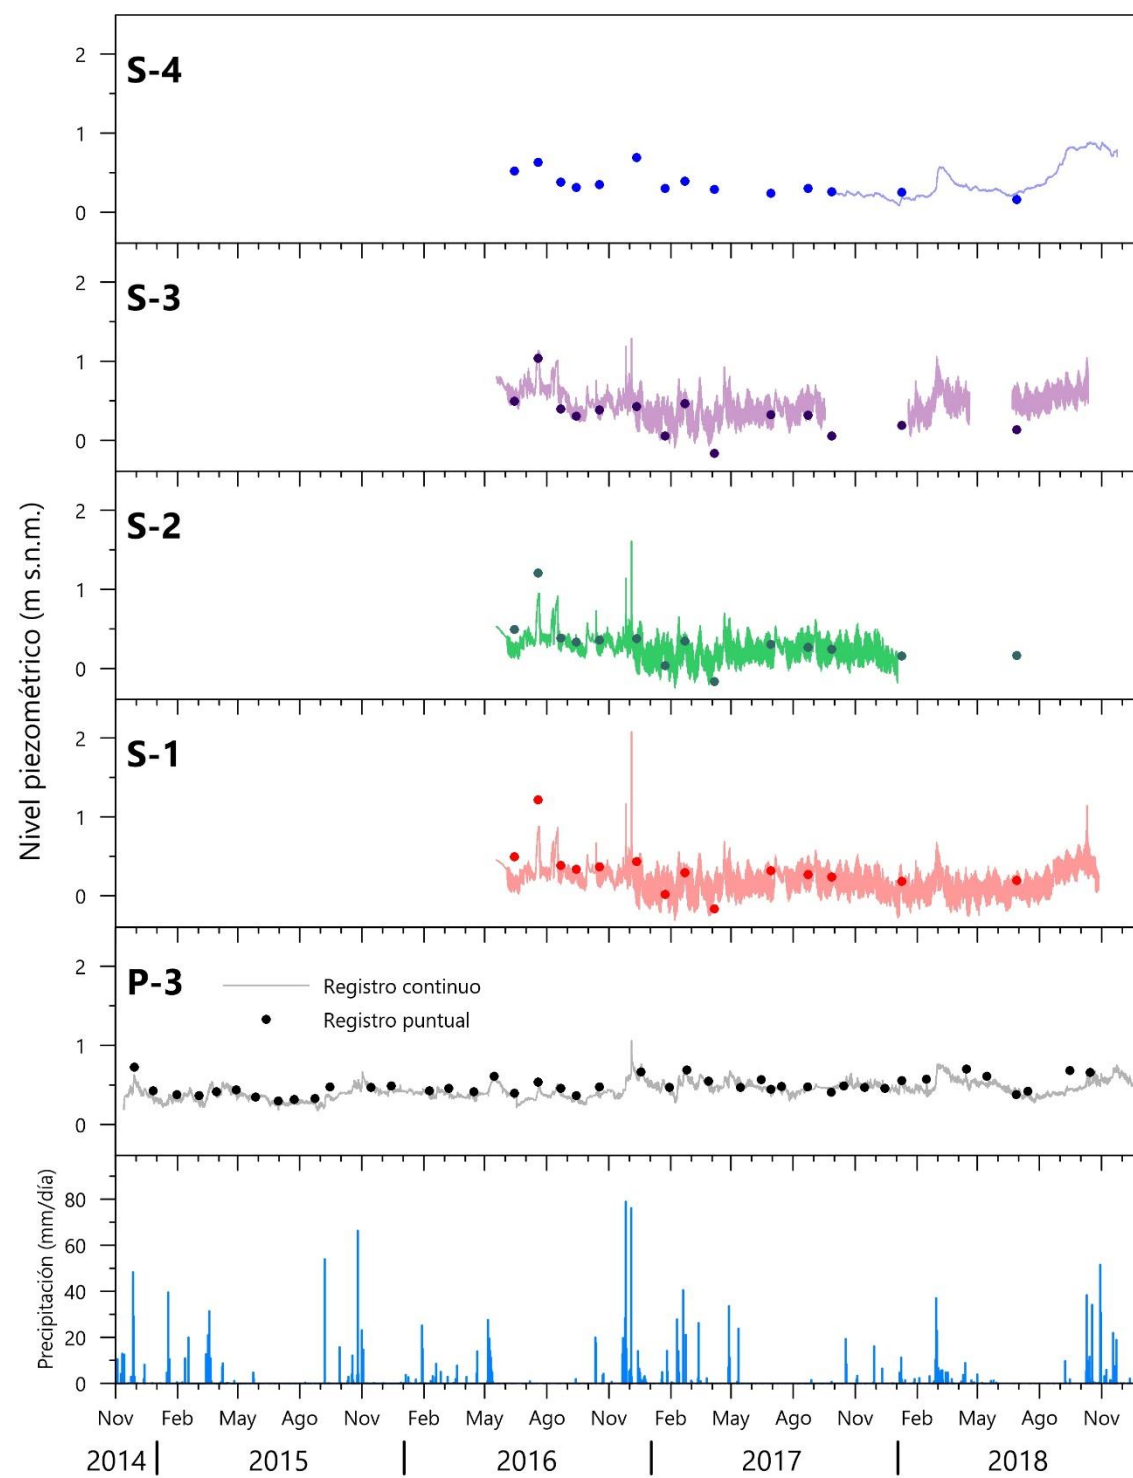 2
S-4
1
0
2
S-3
1
0
Nivel piezométrico (m s.n.m.)
2
S-2
1
0
2
S-1
1
0
2
P-3
Registro continuo
Registro puntual
1
0
Precipitación (mm/día)
80
60
40
20
0
Nov Feb May Ago Nov Feb May Ago Nov Feb May Ago Nov Feb May Ago Nov
2014 2015 2016 2017 2018